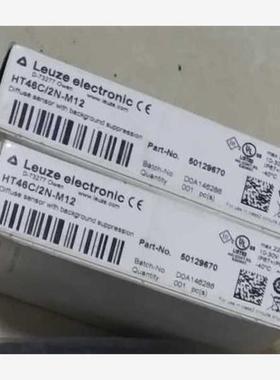 Leuze electronic CE
D-73277 Owen www.leuze.com
HT46C/2N-M12
Diffuse sensor with background suppression
Part-No. 50129670
Batch-No. D0A146286
Quantity 001 pc(s)
Leuze electronic CE
D-73277 Owen www.leuze.com
HT46C/2N-M12
Diffuse sensor with background suppression
Part-No. 50129670
Batch-No. D0A146286
Quantity 001 pc(s)